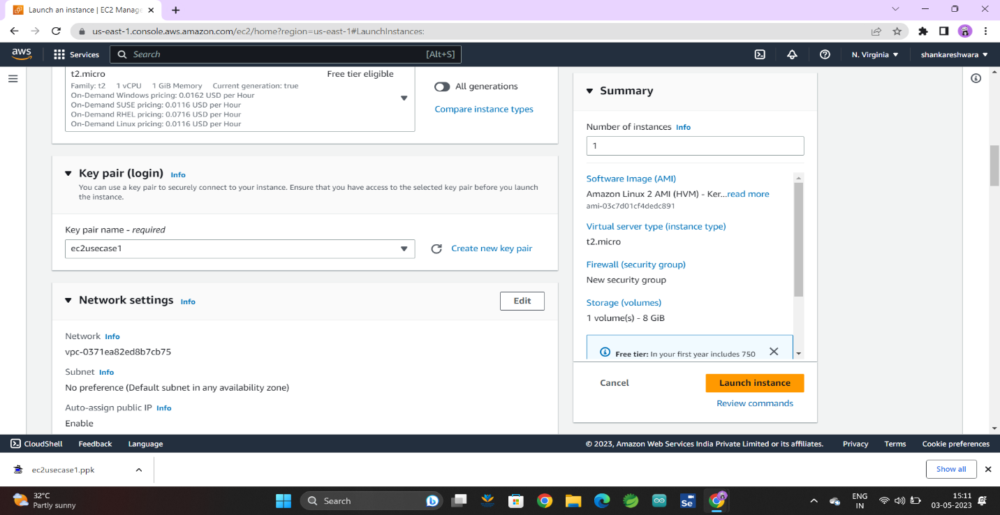 Launch an instance | EC2 Manage
us-east-1.console.aws.amazon.com/ec2/home?region=us-east-1#LaunchInstances:
aws
Services
Search
[Alt+S]
N. Virginia
shankareshwara
t2.micro
Free tier eligible
Family: t2 1 vCPU 1 GiB Memory Current generation: true
On-Demand Windows pricing: 0.0162 USD per Hour
On-Demand SUSE pricing: 0.0116 USD per Hour
On-Demand RHEL pricing: 0.0716 USD per Hour
On-Demand Linux pricing: 0.0116 USD per Hour
All generations
Compare instance types
Key pair (login) Info
You can use a key pair to securely connect to your instance. Ensure that you have access to the selected key pair before you launch
the instance.
Key pair name - required
ec2usecase1
Create new key pair
Network settings Info
Edit
Network Info
vpc-0371ea82ed8b7cb75
Subnet Info
No preference (Default subnet in any availability zone)
Auto-assign public IP Info
Enable
Summary
Number of instances Info
1
Software Image (AMI)
Amazon Linux 2 AMI (HVM) - Ker...read more
ami-03c7d01cf4dedc891
Virtual server type (instance type)
t2.micro
Firewall (security group)
New security group
Storage (volumes)
1 volume(s) - 8 GiB
Free tier: In your first year includes 750
Cancel
Launch instance
Review commands
CloudShell
Feedback
Language
© 2023, Amazon Web Services India Private Limited or its affiliates.
Privacy
Terms
Cookie preferences
ec2usecase1.ppk
Show all
32°C
Partly sunny
Search
Se
ENG
IN
15:11
03-05-2023